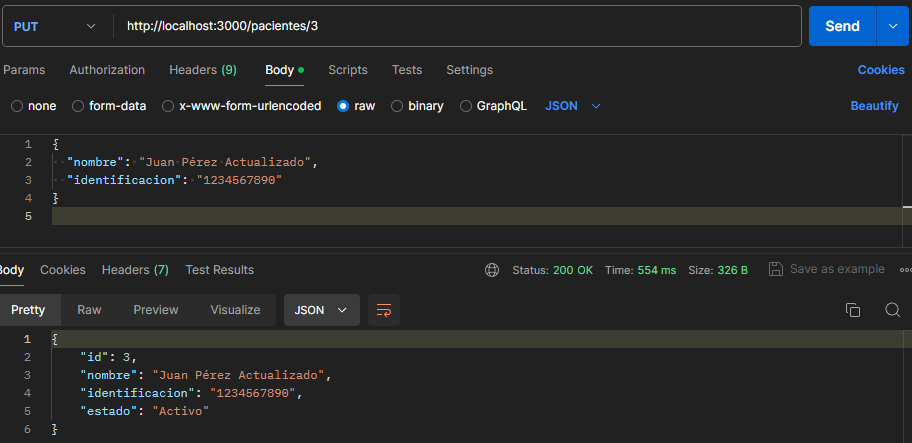 PUT http://localhost:3000/pacientes/3 Send
Params Authorization Headers (9) Body Scripts Tests Settings Cookies
none form-data x-www-form-urlencoded raw binary GraphQL JSON Beautify
1 {
2 "nombre": "Juan Pérez Actualizado",
3 "identificacion": "1234567890"
4 }
5
Body Cookies Headers (7) Test Results Status: 200 OK Time: 554 ms Size: 326 B Save as example
Pretty Raw Preview Visualize JSON
1 {
2 "id": 3,
3 "nombre": "Juan Pérez Actualizado",
4 "identificacion": "1234567890",
5 "estado": "Activo"
6 }